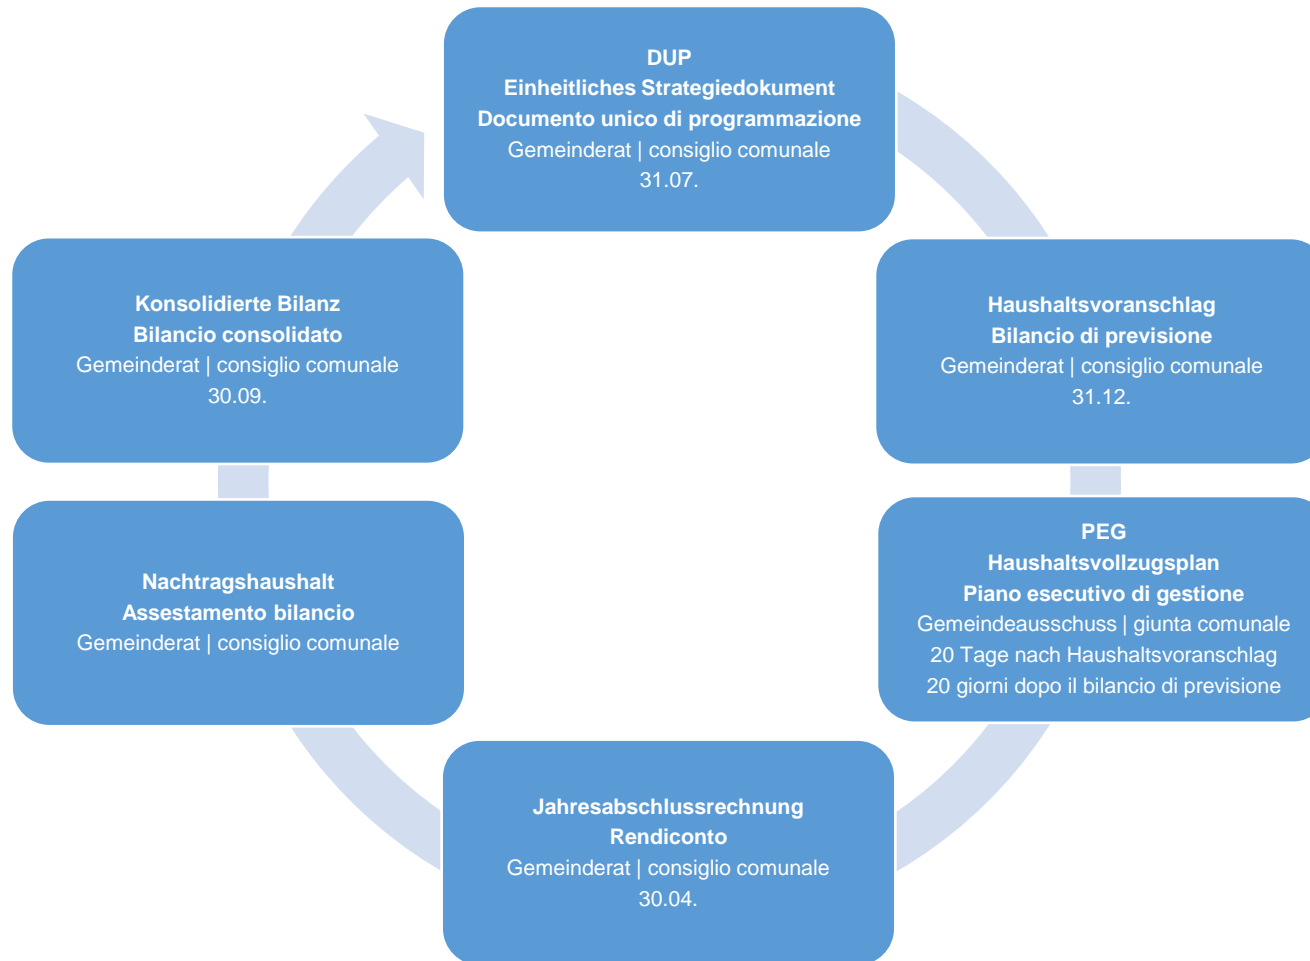 DUP
Einheitliches Strategiedokument
Documento unico di programmazione
Gemeinderat | consiglio comunale
31.07.
Haushaltsvoranschlag
Bilancio di previsione
Gemeinderat | consiglio comunale
31.12.
PEG
Haushaltsvollzugsplan
Piano esecutivo di gestione
Gemeindeausschuss | giunta comunale
20 Tage nach Haushaltsvoranschlag
20 giorni dopo il bilancio di previsione
Jahresabschlussrechnung
Rendiconto
Gemeinderat | consiglio comunale
30.04.
Nachtragshaushalt
Assestamento bilancio
Gemeinderat | consiglio comunale
Konsolidierte Bilanz
Bilancio consolidato
Gemeinderat | consiglio comunale
30.09.